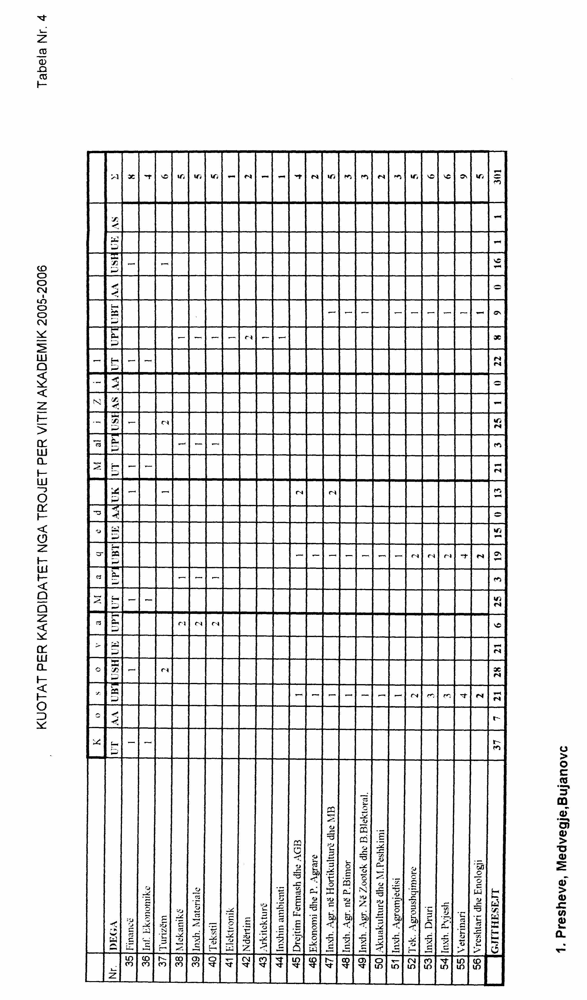 Tabela Nr. 4
KUOTAT PER KANDIDATET NGA TROJET PER VITIN AKADEMIK 2005-2006
K o s o v a M a q e d M al i Z i 1
Nr. DEGA UT AA UBT USH UE UPT UT UPT UBT UE AA UK UT UPT USH AS AA UT UPT UBT AA USH UE AS Σ
35 Financë 1 1 1 1 1 1 1 1 8
36 Inf. Ekonomike 1 1 1 1 4
37 Turizëm 2 1 2 1 6
38 Mekanikë 2 1 1 1 5
39 Inxh. Materiale 2 1 1 1 5
40 Tekstil 2 1 1 1 5
41 Elektronik 1 1
42 Ndërtim 2 2
43 Arkitekturë 1 1
44 Inxhin ambienti 1 1
45 Drejtim Fermash dhe AGB 1 1 2 4
46 Ekonomi dhe P. Agrare 1 1 2
47 Inxh. Agr. në Hortikulturë dhe MB 1 1 2 1 5
48 Inxh. Agr. në P.Bimor 1 1 1 3
49 Inxh. Agr. Në Zootek dhe B.Blektoral. 1 1 1 3
50 Akuakulturë dhe M.Peshkimi 1 1 2
51 Inxh. Agromjedisi 1 1 1 3
52 Tek. Agroushqimore 2 2 1 5
53 Inxh. Druri 3 2 1 6
54 Inxh. Pyjesh 3 2 1 6
55 Veterinari 4 4 1 9
56 Vreshtari dhe Enologji 2 2 1 5
GJITHESEJT 37 7 21 28 21 6 25 3 19 15 0 13 21 3 25 1 0 22 8 9 0 16 1 1 301
1. Presheve, Medvegje,Bujanovc